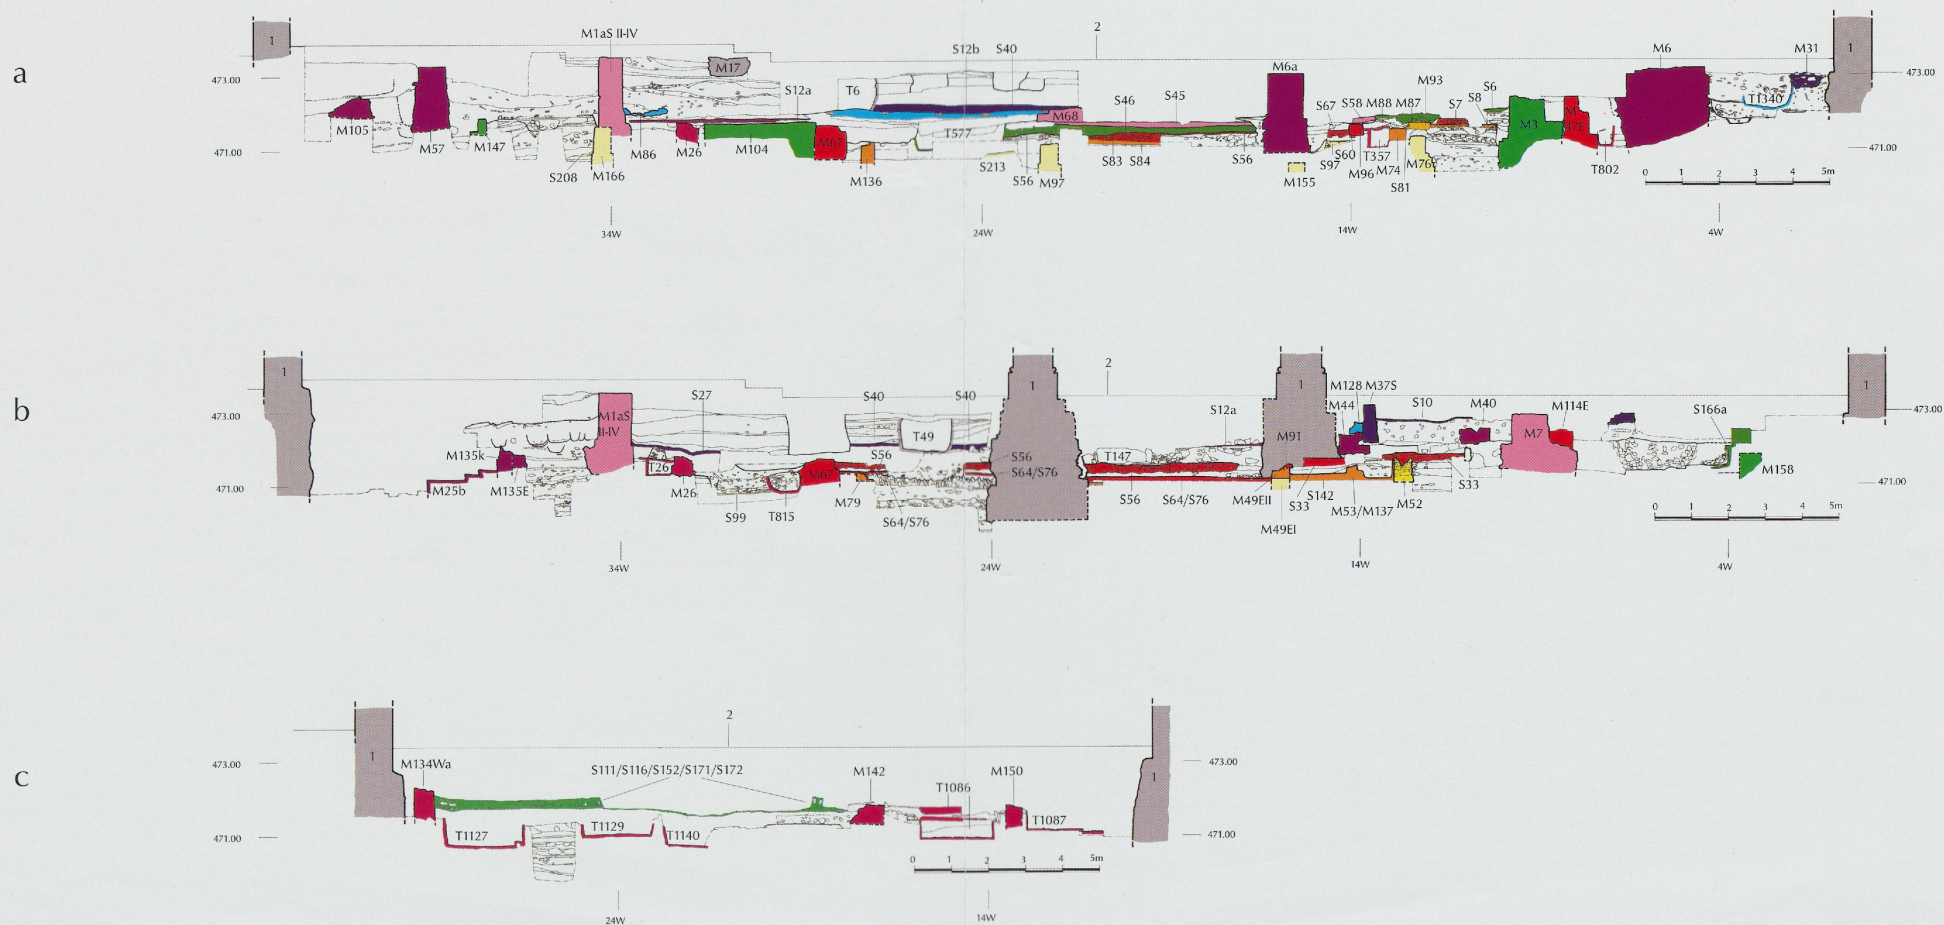 a
1
M1aS II-IV
M17
S12b
S40
2
M6
M31
1
473.00
T6
S12a
M6a
M93
S6
473.00
S46
S45
S67
S58
M88
M87
S7
S8
T1340
M105
M68
T577
M3
M57
M147
M67
471.00
M86
M26
M104
S83
S84
S56
S97
S60
T357
M76
471.00
S208
M166
M136
S213
S56
M97
M155
M96
M74
S81
T802
0 1 2 3 4 5m
34W
24W
14W
4W
b
1
1
2
1
1
473.00
M1aS
II-IV
S27
S40
S40
S12a
M128
M37S
M44
S10
M40
M114E
S166a
473.00
T49
M91
M7
M135k
T26
S56
S56
T147
M158
M67
S64/S76
471.00
M25b
M135E
M26
S99
T815
M79
S64/S76
S56
S64/S76
M49EII
S33
S142
M53/M137
M52
S33
471.00
M49EI
0 1 2 3 4 5m
34W
24W
14W
4W
c
2
1
473.00
M134Wa
S111/S116/S152/S171/S172
M142
M150
473.00
1
T1086
T1127
T1129
T1140
T1087
471.00
471.00
0 1 2 3 4 5m
24W
14W